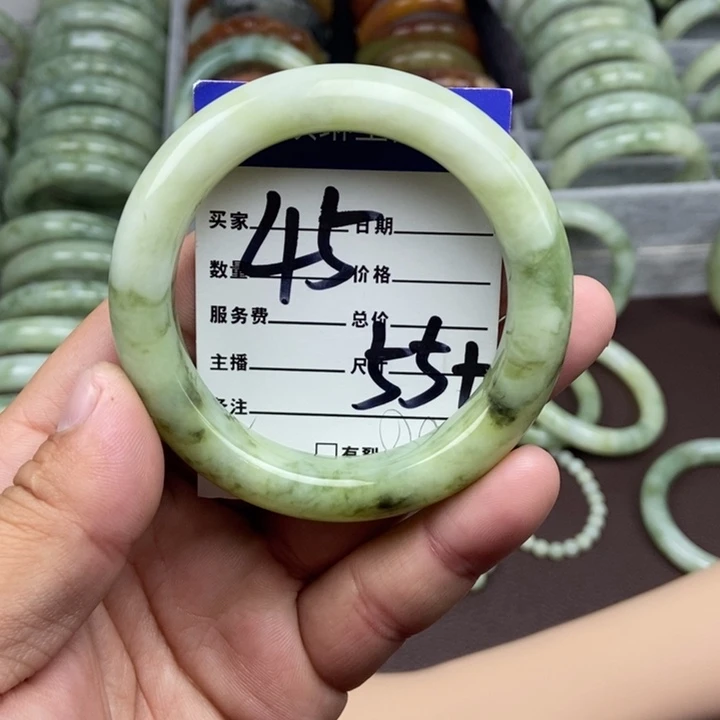 买家 45 日期
数量 价格
服务费 总价
主播 尺寸 55+
备注
有裂